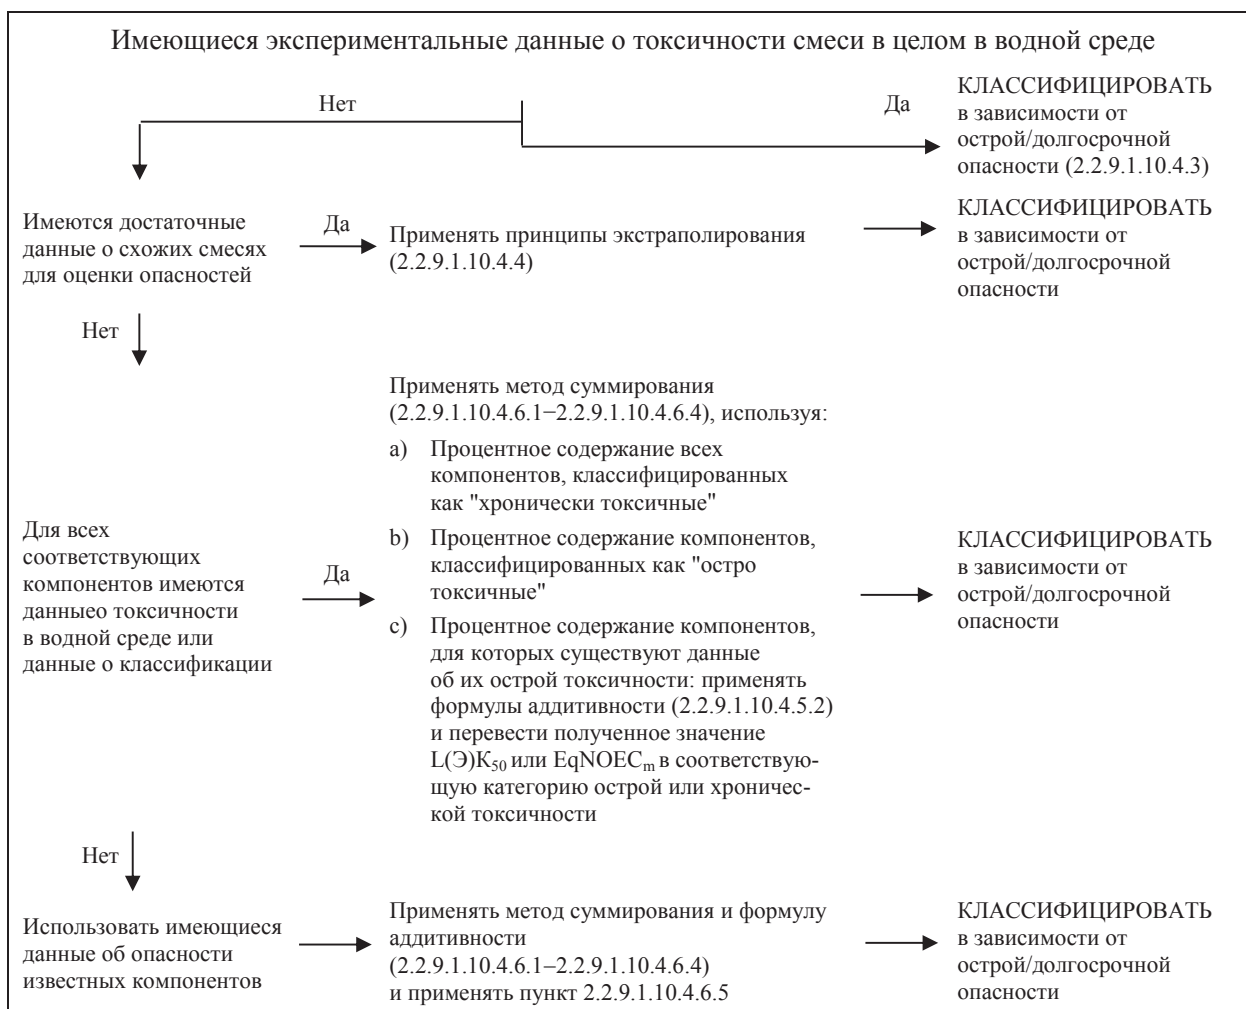 Имеющиеся экспериментальные данные о токсичности смеси в целом в водной среде
Нет
Да
КЛАССИФИЦИРОВАТЬ
в зависимости от
острой/долгосрочной
опасности (2.2.9.1.10.4.3)
Имеются достаточные
данные о схожих смесях
для оценки опасностей
Да
Применять принципы экстраполирования
(2.2.9.1.10.4.4)
КЛАССИФИЦИРОВАТЬ
в зависимости от
острой/долгосрочной
опасности
Нет
Для всех
соответствующих
компонентов имеются
данныео токсичности
в водной среде или
данные о классификации
Да
Применять метод суммирования
(2.2.9.1.10.4.6.1−2.2.9.1.10.4.6.4), используя:
a) Процентное содержание всех
компонентов, классифицированных
как "хронически токсичные"
b) Процентное содержание компонентов,
классифицированных как "остро
токсичные"
c) Процентное содержание компонентов,
для которых существуют данные
об их острой токсичности: применять
формулы аддитивности (2.2.9.1.10.4.5.2)
и перевести полученное значение
L(Э)К50 или EqNOECm в соответствую-
щую категорию острой или хроничес-
кой токсичности
КЛАССИФИЦИРОВАТЬ
в зависимости от
острой/долгосрочной
опасности
Нет
Использовать имеющиеся
данные об опасности
известных компонентов
Применять метод суммирования и формулу
аддитивности
(2.2.9.1.10.4.6.1−2.2.9.1.10.4.6.4)
и применять пункт 2.2.9.1.10.4.6.5
КЛАССИФИЦИРОВАТЬ
в зависимости от
острой/долгосрочной
опасности